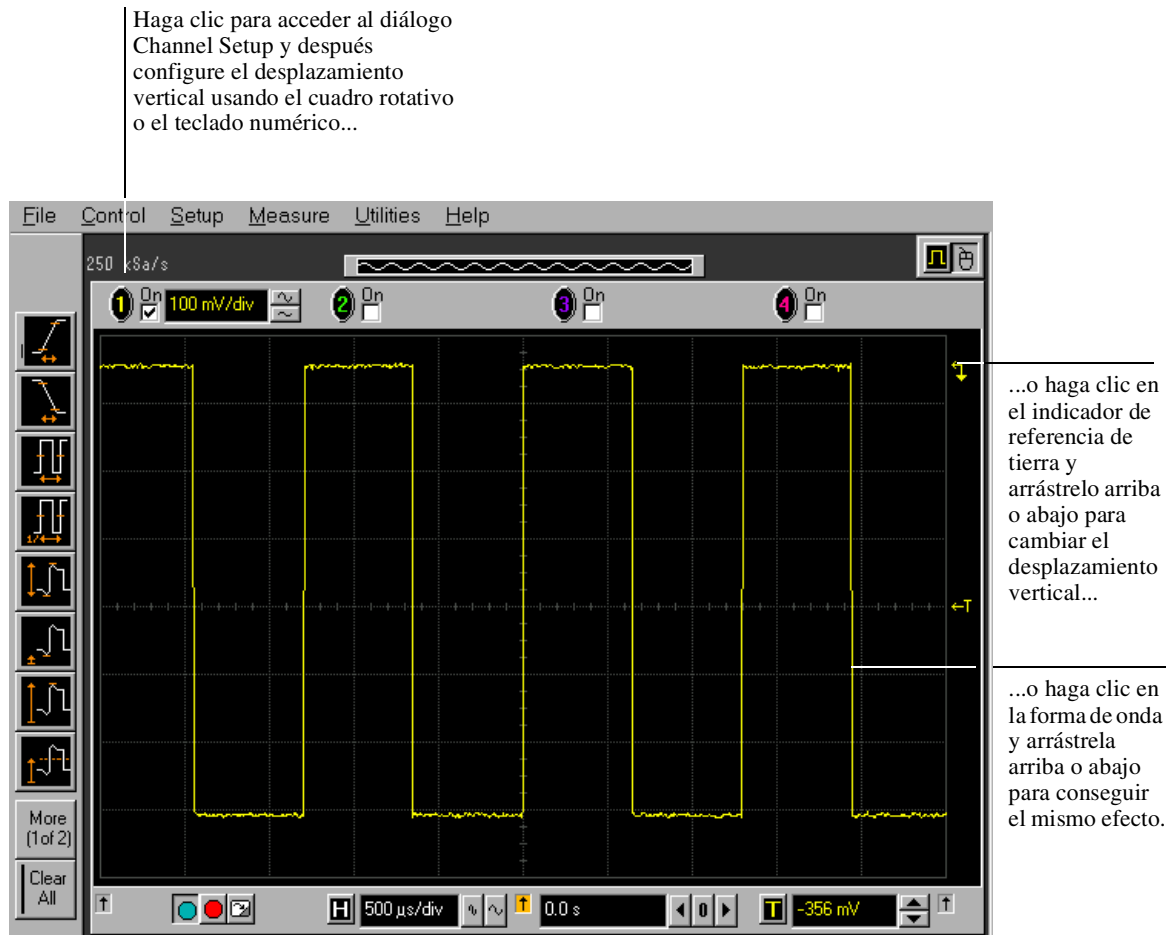 Haga clic para acceder al diálogo
Channel Setup y después
configure el desplazamiento
vertical usando el cuadro rotativo
o el teclado numérico...
File Control Setup Measure Utilities Help
250 kSa/s
1 On 100 mV/div 2 On 3 On 4 On
...o haga clic en
el indicador de
referencia de
tierra y
arrástrelo arriba
o abajo para
cambiar el
desplazamiento
vertical...
T
...o haga clic en
la forma de onda
y arrástrela
arriba o abajo
para conseguir
el mismo efecto.
1/
More
(1of 2)
Clear
All
H 500 µs/div 0.0 s 0 T -356 mV